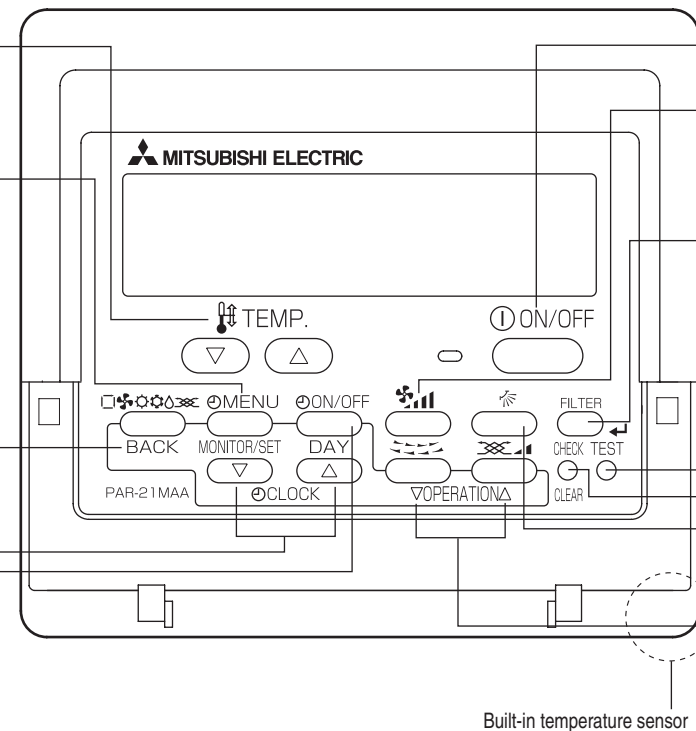 MITSUBISHI ELECTRIC
TEMP.
ON/OFF
MENU
ON/OFF
FILTER
BACK
MONITOR/SET
DAY
CHECK TEST
PAR-21MAA
CLOCK
▽OPERATION△
CLEAR
Built-in temperature sensor